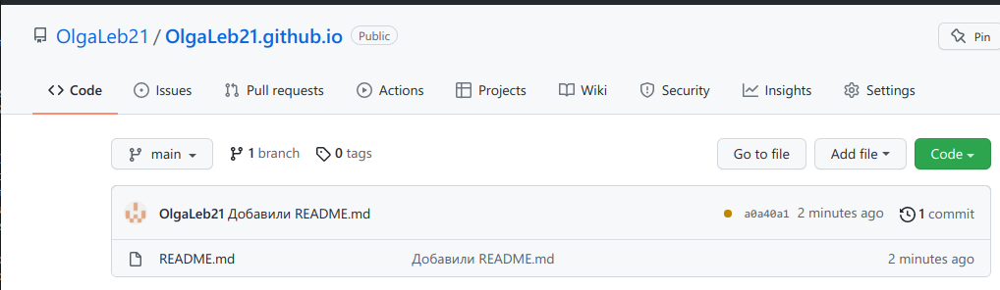 OlgaLeb21 / OlgaLeb21.github.io Public Pin
Code Issues Pull requests Actions Projects Wiki Security Insights Settings
main 1 branch 0 tags Go to file Add file Code
OlgaLeb21 Добавили README.md a0a40a1 2 minutes ago 1 commit
README.md Добавили README.md 2 minutes ago